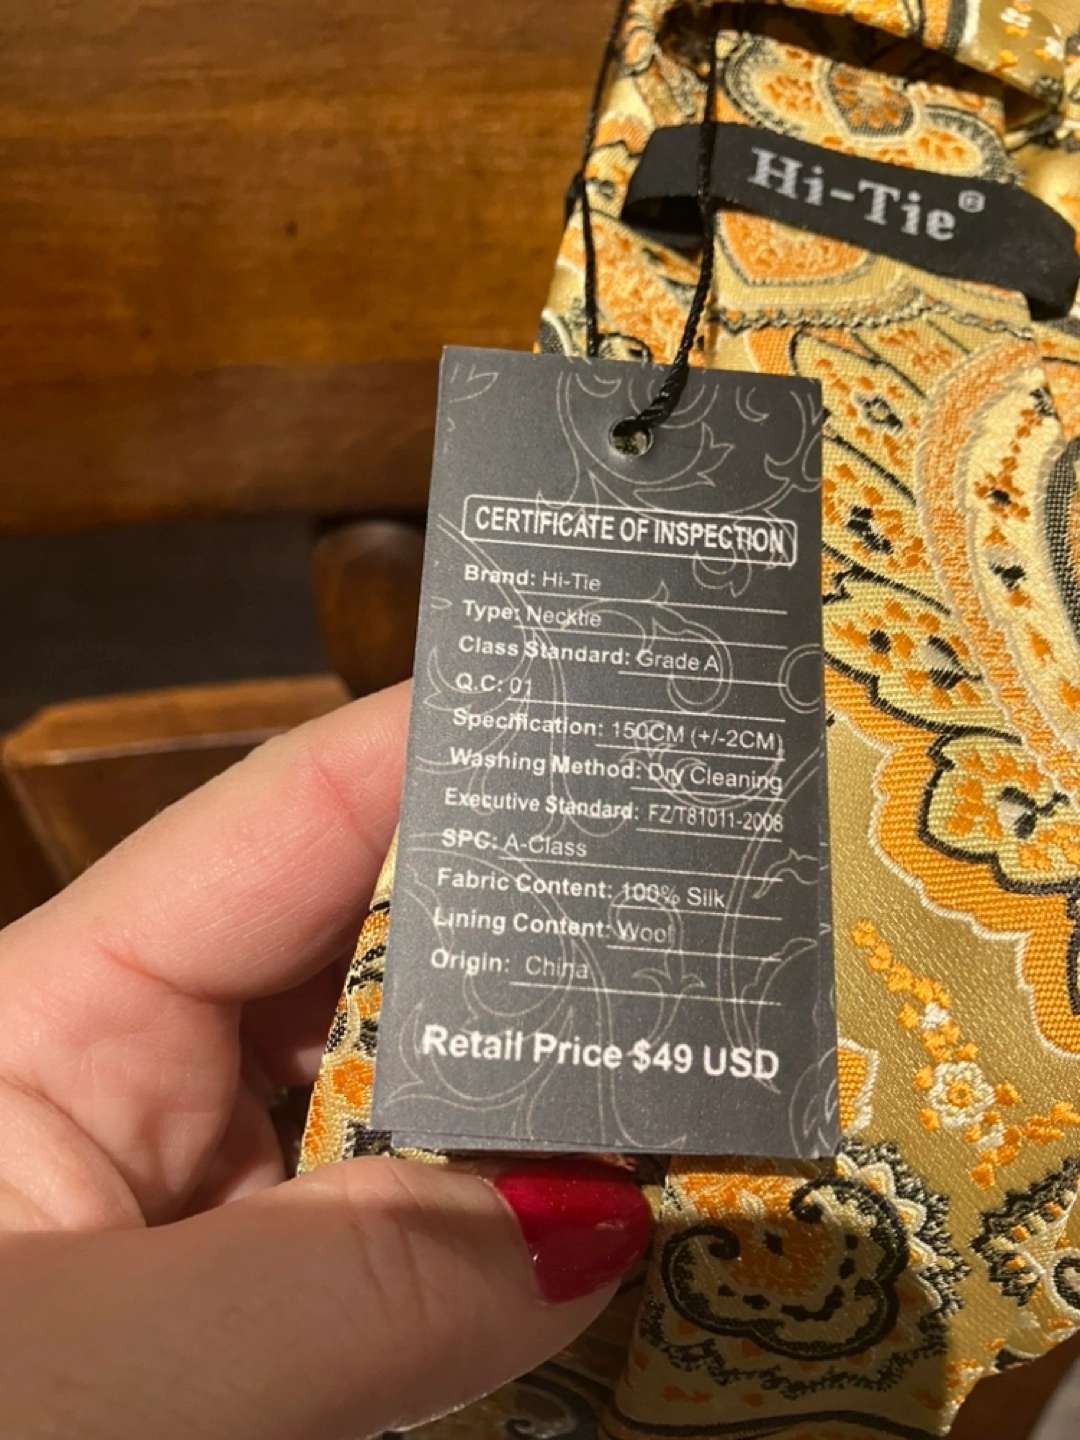 Hi-Tie®
CERTIFICATE OF INSPECTION
Brand: Hi-Tie
Type: Necktie
Class Standard: Grade A
Q.C: 01
Specification: 150CM (+/-2CM)
Washing Method: Dry Cleaning
Executive Standard: FZ/T81011-2008
SPC: A-Class
Fabric Content: 100% Silk
Lining Content: Wool
Origin: China
Retail Price $49 USD